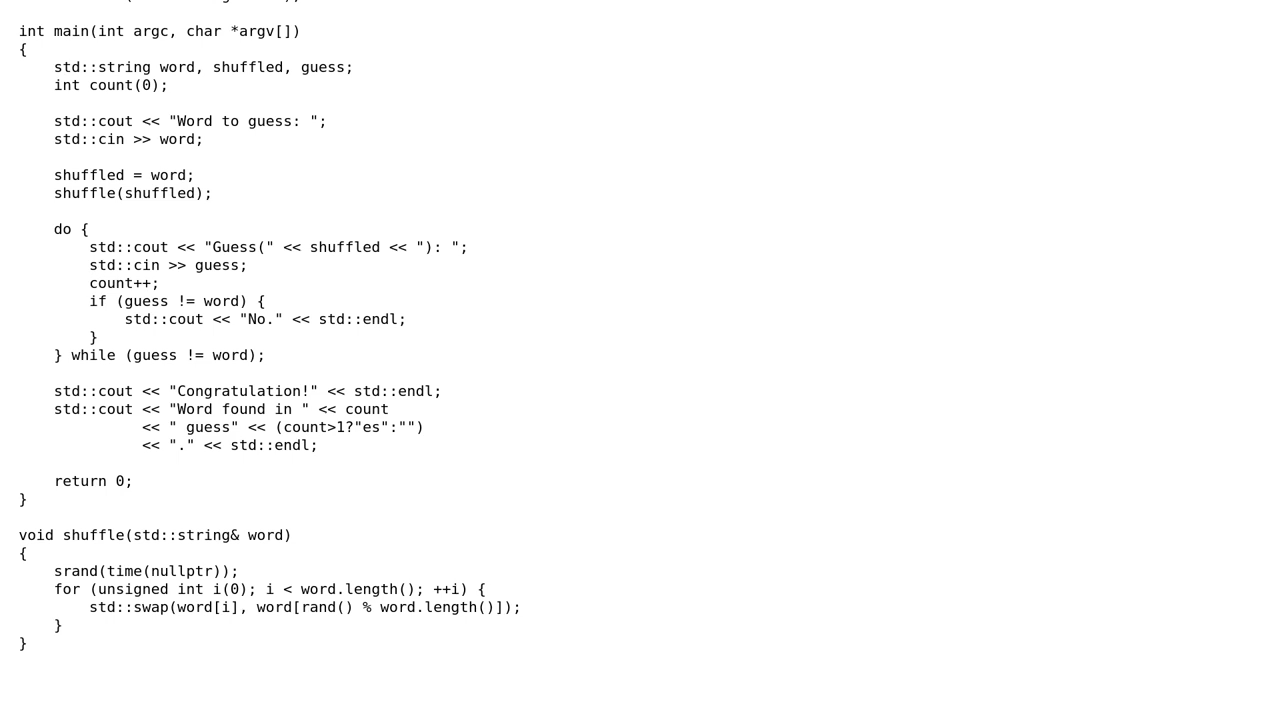 int main(int argc, char *argv[])
{
    std::string word, shuffled, guess;
    int count(0);

    std::cout << "Word to guess: ";
    std::cin >> word;

    shuffled = word;
    shuffle(shuffled);

    do {
        std::cout << "Guess(" << shuffled << "): ";
        std::cin >> guess;
        count++;
        if (guess != word) {
            std::cout << "No." << std::endl;
        }
    } while (guess != word);

    std::cout << "Congratulation!" << std::endl;
    std::cout << "Word found in " << count
              << " guess" << (count>1?"es":"")
              << "." << std::endl;

    return 0;
}

void shuffle(std::string& word)
{
    srand(time(nullptr));
    for (unsigned int i(0); i < word.length(); ++i) {
        std::swap(word[i], word[rand() % word.length()]);
    }
}